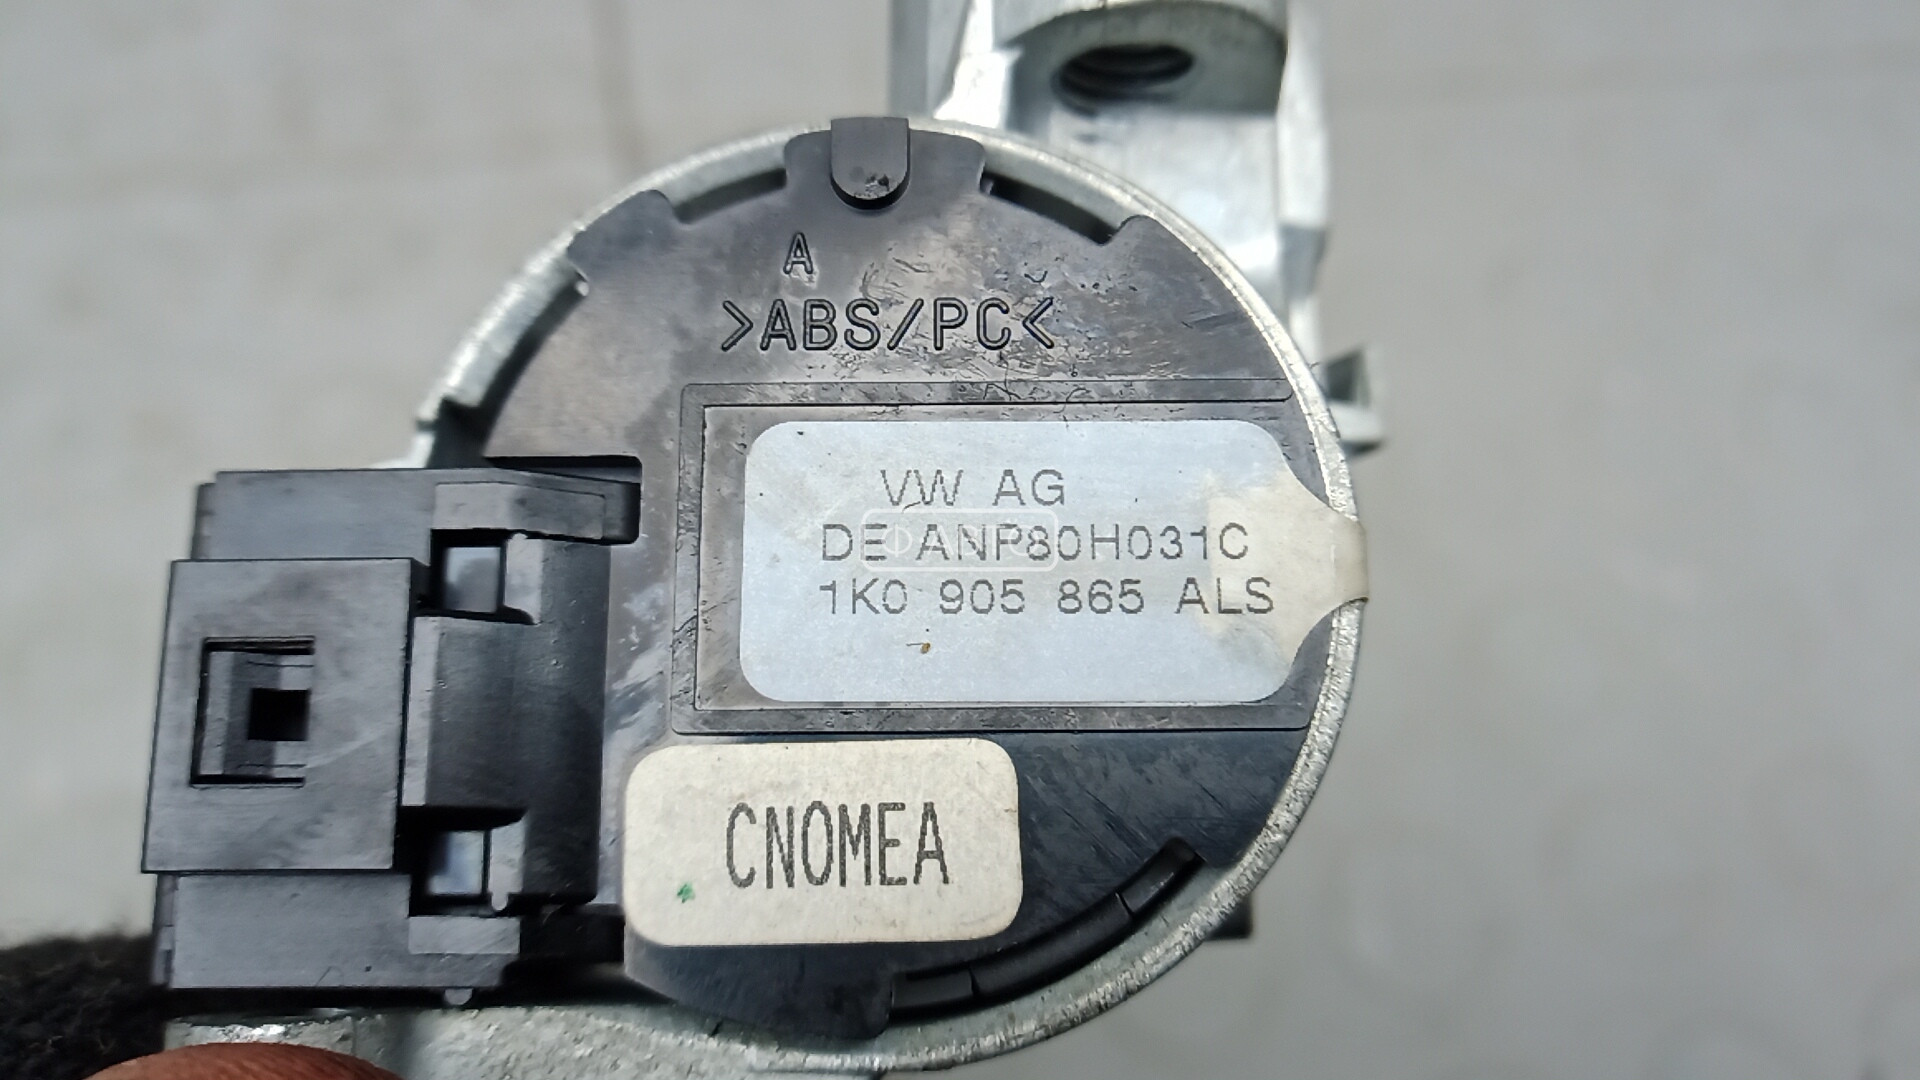 A
>ABS/PC<
VW AG
DE ANP80H031C
1K0 905 865 ALS
CNOMEA